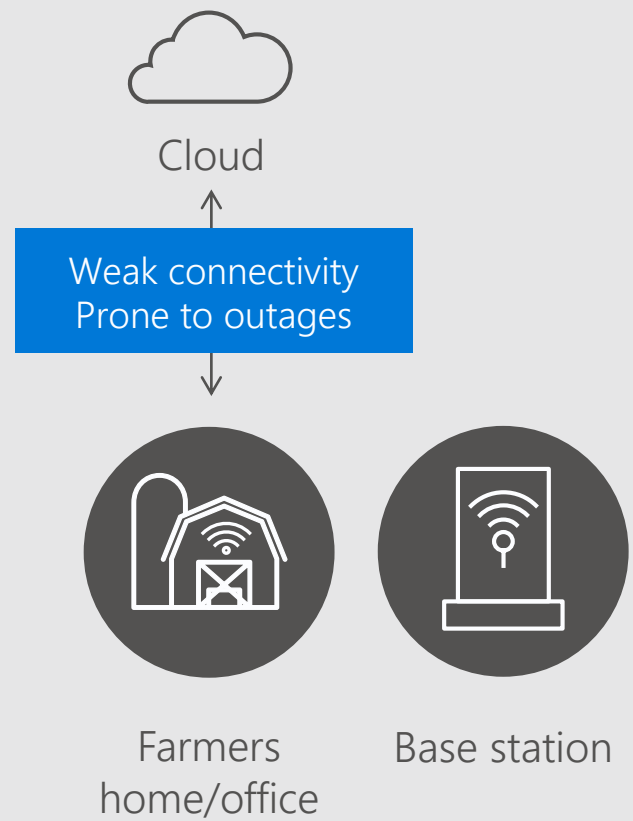 Cloud
Weak connectivity
Prone to outages
Farmers
home/office
Base station